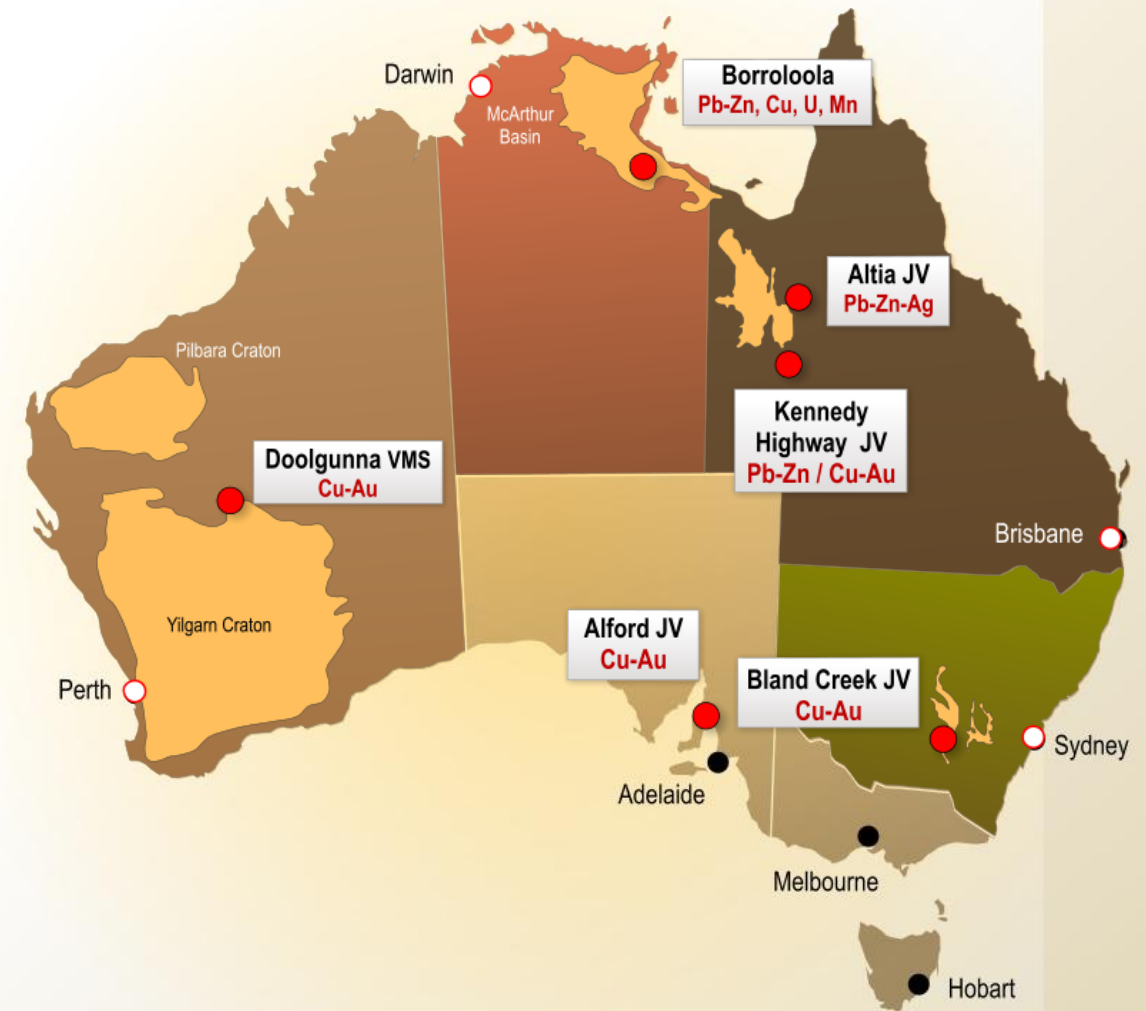 Darwin
McArthur
Basin
Borroloola
Pb-Zn, Cu, U, Mn
Altia JV
Pb-Zn-Ag
Pilbara Craton
Kennedy
Highway JV
Pb-Zn / Cu-Au
Doolgunna VMS
Cu-Au
Brisbane
Yilgarn Craton
Alford JV
Cu-Au
Bland Creek JV
Cu-Au
Perth
Sydney
Adelaide
Melbourne
Hobart